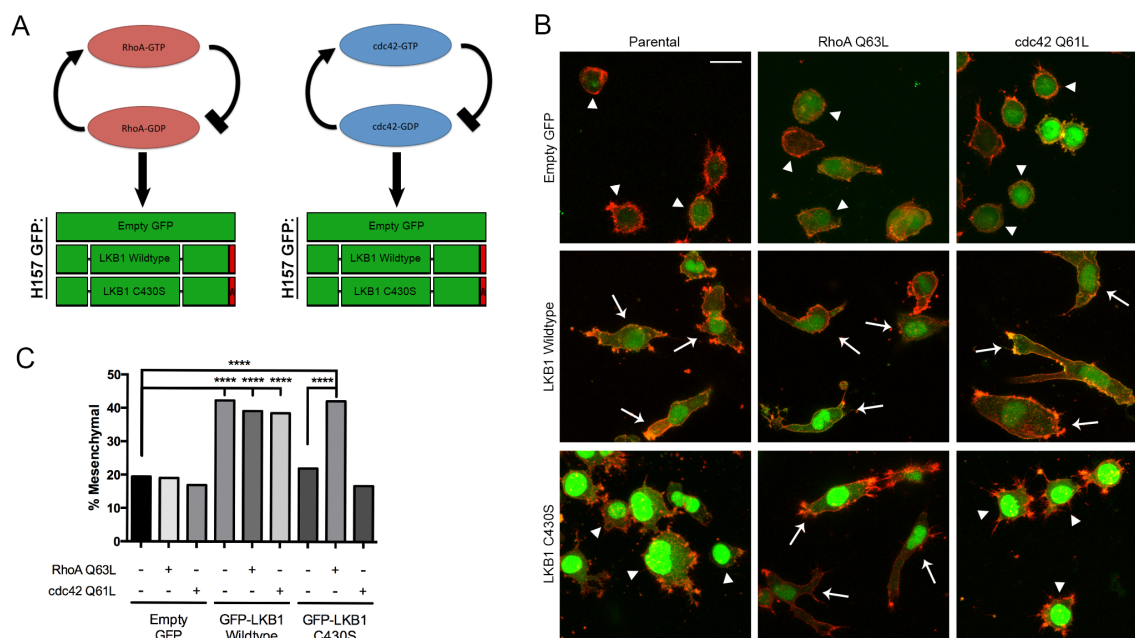 A
RhoA-GTP
RhoA-GDP
cdc42-GTP
cdc42-GDP
H157 GFP:
Empty GFP
LKB1 Wildtype
LKB1 C430S
H157 GFP:
Empty GFP
LKB1 Wildtype
LKB1 C430S
B
Parental
RhoA Q63L
cdc42 Q61L
Empty GFP
LKB1 Wildtype
LKB1 C430S
C
****
**** **** **** ****
% Mesenchymal
50
40
30
20
10
0
RhoA Q63L - + - - + - - + -
cdc42 Q61L - - + - - + - - +
Empty GFP-LKB1 GFP-LKB1
GFP Wildtype C430S